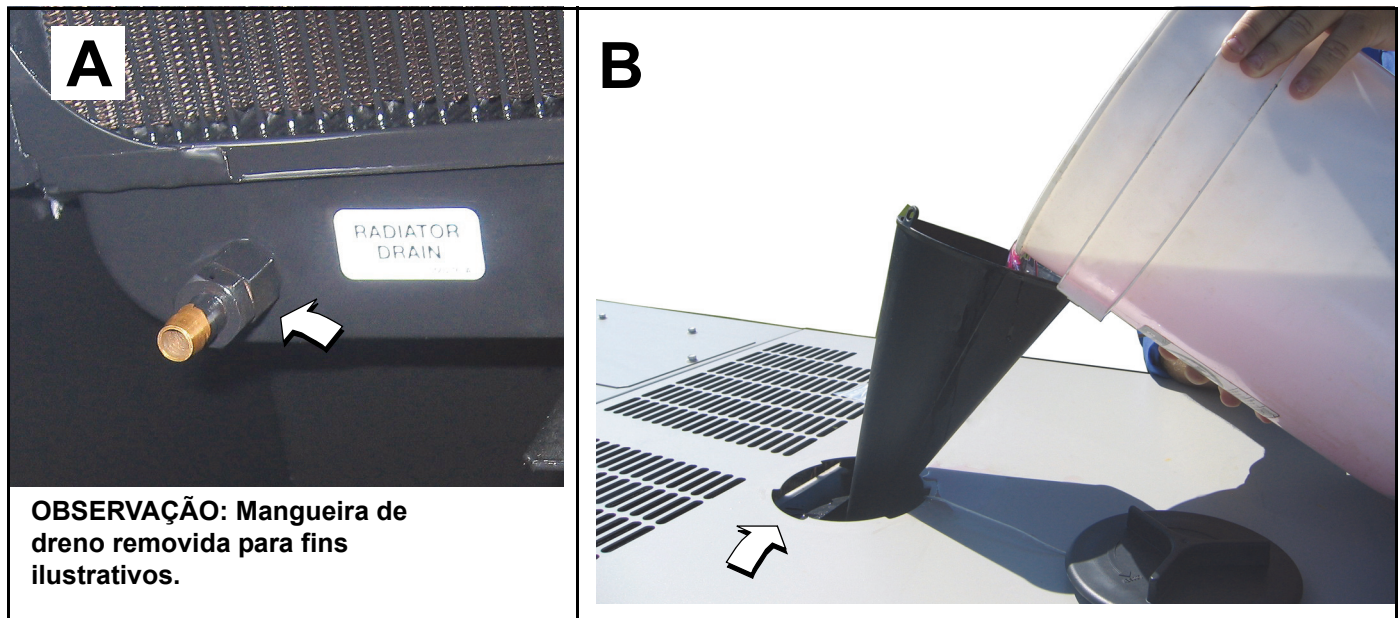 A
RADIATOR
DRAIN
OBSERVAÇÃO: Mangueira de
dreno removida para fins
ilustrativos.
B